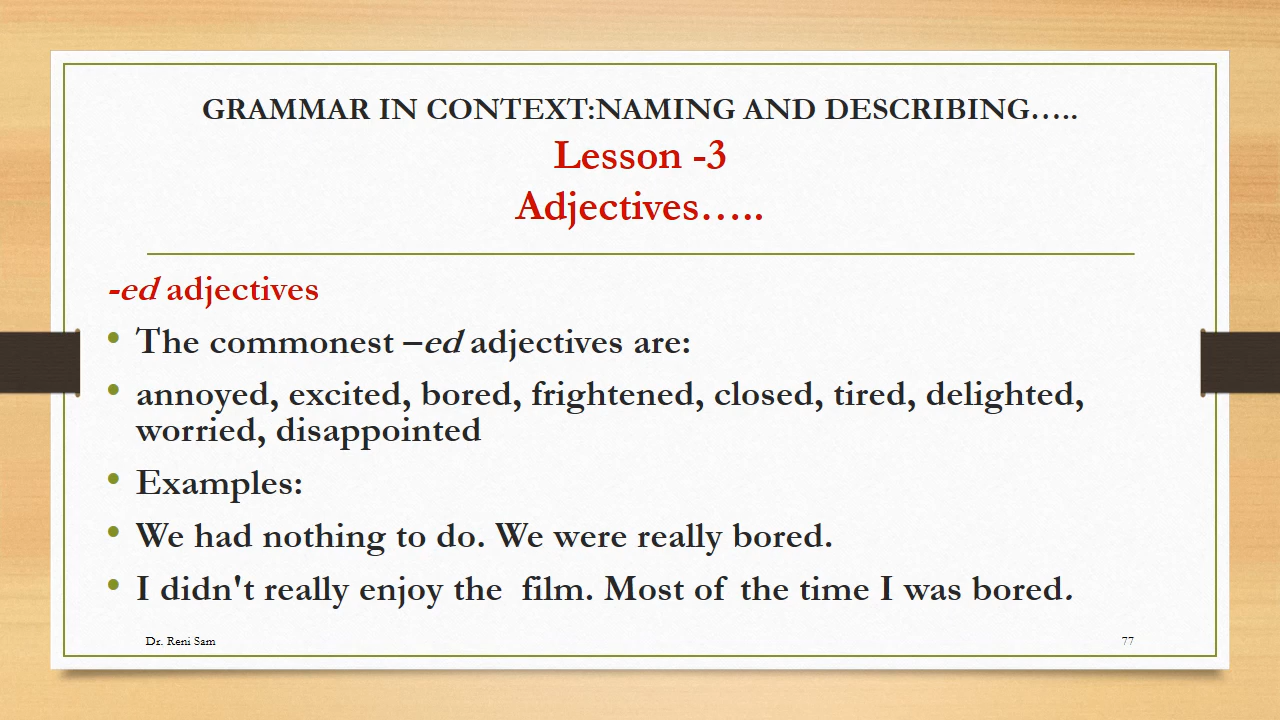 GRAMMAR IN CONTEXT:NAMING AND DESCRIBING…..
Lesson -3
Adjectives…..
-ed adjectives
• The commonest –ed adjectives are:
• annoyed, excited, bored, frightened, closed, tired, delighted,
worried, disappointed
• Examples:
• We had nothing to do. We were really bored.
• I didn't really enjoy the  film. Most of the time I was bored.
Dr. Reni Sam
77